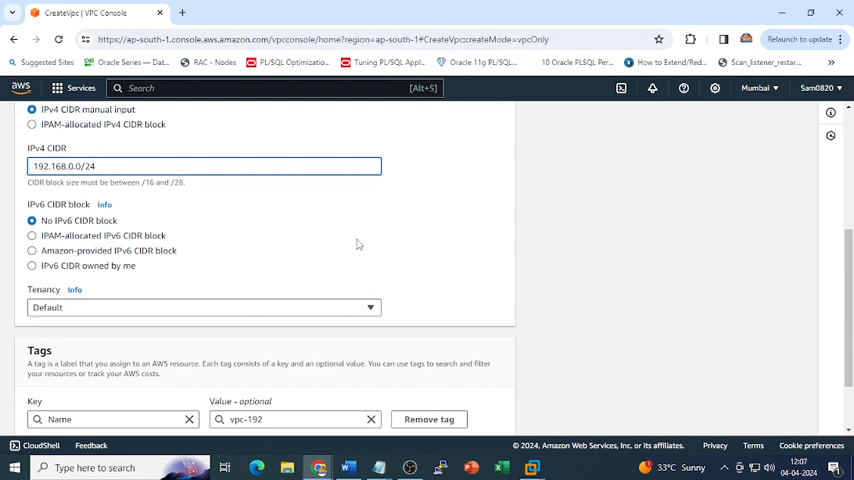 CreateVpc | VPC Console
https://ap-south-1.console.aws.amazon.com/vpcconsole/home?region=ap-south-1#CreateVpc:createMode=vpcOnly
Relaunch to update
Suggested Sites
Oracle Series — Dat...
RAC - Nodes
PL/SQL Optimizatio...
Tuning PL/SQL Appl...
Oracle 11g PL/SQL/...
10 Oracle PLSQL Per...
How to Extend/Red...
Scan_listener_restar...
aws
Services
Search
[Alt+S]
Mumbai
Sam0820
IPv4 CIDR manual input
IPAM-allocated IPv4 CIDR block
IPv4 CIDR
192.168.0.0/24
CIDR block size must be between /16 and /28.
IPv6 CIDR block Info
No IPv6 CIDR block
IPAM-allocated IPv6 CIDR block
Amazon-provided IPv6 CIDR block
IPv6 CIDR owned by me
Tenancy Info
Default
Tags
A tag is a label that you assign to an AWS resource. Each tag consists of a key and an optional value. You can use tags to search and filter
your resources or track your AWS costs.
Key
Value - optional
Name
vpc-192
Remove tag
CloudShell
Feedback
© 2024, Amazon Web Services, Inc. or its affiliates.
Privacy
Terms
Cookie preferences
Type here to search
33°C Sunny
12:07
04-04-2024